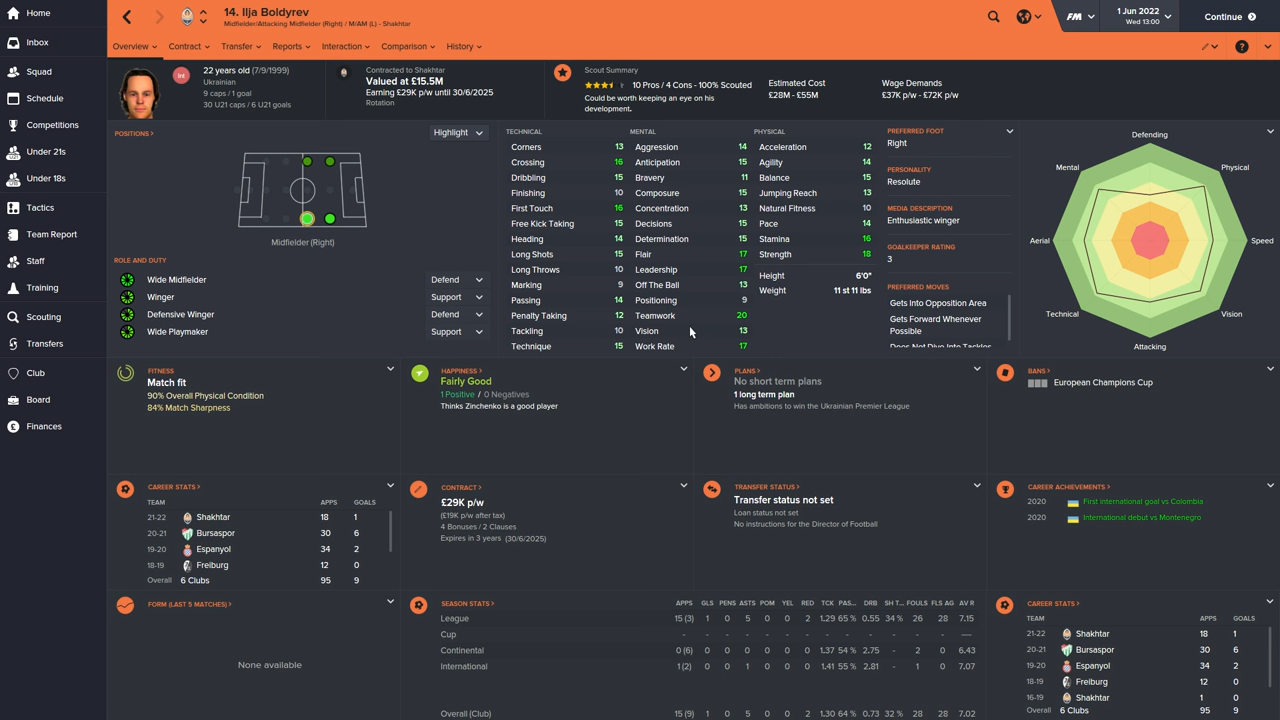 Home
Inbox
Squad
Schedule
Competitions
Under 21s
Under 18s
Tactics
Team Report
Staff
Training
Scouting
Transfers
Club
Board
Finances
14. Ilja Boldyrev
Midfielder/Attacking Midfielder (Right) / M/AM (L) - Shakhtar
FM
1 Jun 2022
Wed 13:00
Continue
Overview Contract Transfer Reports Interaction Comparison History
?
Int
22 years old (7/9/1999)
Ukrainian
9 caps / 1 goal
30 U21 caps / 6 U21 goals
Contracted to Shakhtar
Valued at £15.5M
Earning £29K p/w until 30/6/2025
Rotation
Scout Summary
10 Pros / 4 Cons - 100% Scouted
Could be worth keeping an eye on his
development.
Estimated Cost
£28M - £55M
Wage Demands
£37K p/w - £72K p/w
POSITIONS >
Highlight
Midfielder (Right)
ROLE AND DUTY
Wide Midfielder Defend
Winger Support
Defensive Winger Defend
Wide Playmaker Support
TECHNICAL
Corners 13
Crossing 16
Dribbling 15
Finishing 10
First Touch 16
Free Kick Taking 15
Heading 14
Long Shots 15
Long Throws 10
Marking 9
Passing 14
Penalty Taking 12
Tackling 10
Technique 15
MENTAL
Aggression 14
Anticipation 15
Bravery 11
Composure 15
Concentration 13
Decisions 15
Determination 15
Flair 17
Leadership 17
Off The Ball 13
Positioning 9
Teamwork 20
Vision 13
Work Rate 17
PHYSICAL
Acceleration 12
Agility 14
Balance 15
Jumping Reach 13
Natural Fitness 10
Pace 14
Stamina 16
Strength 18
Height 6'0"
Weight 11 st 11 lbs
PREFERRED FOOT
Right
PERSONALITY
Resolute
MEDIA DESCRIPTION
Enthusiastic winger
GOALKEEPER RATING
3
PREFERRED MOVES
Gets Into Opposition Area
Gets Forward Whenever
Possible
Does Not Dive Into Tackles
Defending
Physical
Speed
Vision
Attacking
Technical
Aerial
Mental
FITNESS
Match fit
90% Overall Physical Condition
84% Match Sharpness
HAPPINESS >
Fairly Good
1 Positive / 0 Negatives
Thinks Zinchenko is a good player
PLANS >
No short term plans
1 long term plan
Has ambitions to win the Ukrainian Premier League
BANS >
European Champions Cup
CAREER STATS >
TEAM APPS GOALS
21-22 Shakhtar 18 1
20-21 Bursaspor 30 6
19-20 Espanyol 34 2
18-19 Freiburg 12 0
Overall 6 Clubs 95 9
CONTRACT >
£29K p/w
(£19K p/w after tax)
4 Bonuses / 2 Clauses
Expires in 3 years (30/6/2025)
TRANSFER STATUS >
Transfer status not set
Loan status not set
No instructions for the Director of Football
CAREER ACHIEVEMENTS >
2020 First international goal vs Colombia
2020 International debut vs Montenegro
FORM (LAST 5 MATCHES) >
None available
SEASON STATS >
APPS GLS PENS ASTS POM YEL RED TCK PAS... DRB SH T... FOULS FLS AG AV R
League 15 (3) 1 0 5 0 0 2 1.29 65 % 0.55 34 % 26 28 7.15
Cup - - - - - - - - - - - - - ---
Continental 0 (6) 0 0 0 0 0 0 1.37 54 % 2.75 - 2 0 6.43
International 1 (2) 0 0 1 0 0 0 1.41 55 % 2.81 - 1 0 7.07
Overall (Club) 15 (9) 1 0 5 0 0 2 1.30 64 % 0.73 32 % 28 28 7.02
CAREER STATS >
TEAM APPS GOALS
21-22 Shakhtar 18 1
20-21 Bursaspor 30 6
19-20 Espanyol 34 2
18-19 Freiburg 12 0
16-19 Shakhtar 1 0
Overall 6 Clubs 95 9